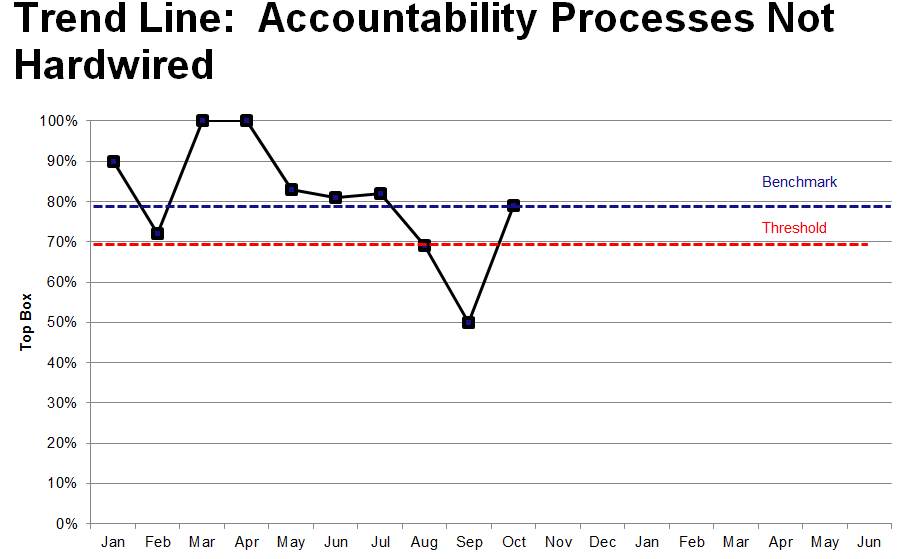 Trend Line:  Accountability Processes Not
Hardwired
100%
90%
Benchmark
80%
Threshold
70%
60%
Top Box
50%
40%
30%
20%
10%
0%
Jan Feb Mar Apr May Jun Jul Aug Sep Oct Nov Dec Jan Feb Mar Apr May Jun